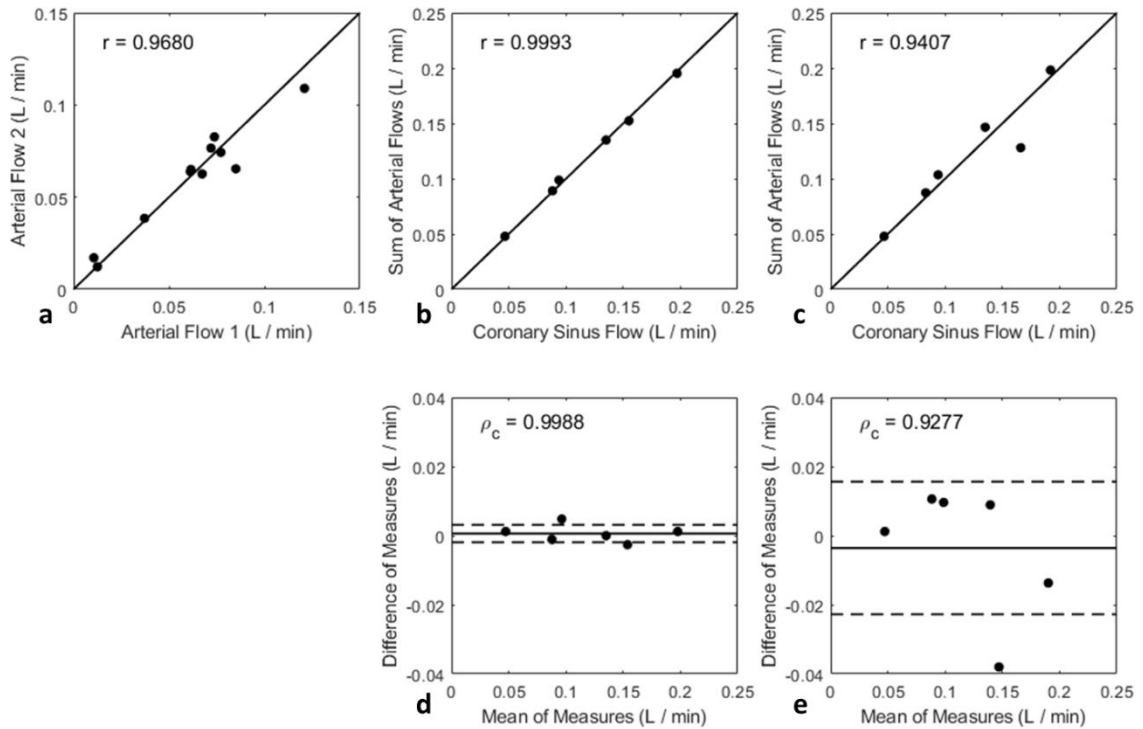 0.15
0.1
0.05
0
Arterial Flow 2 (L / min)
r = 0.9680
0
0.05
0.1
0.15
a
Arterial Flow 1 (L / min)
0.25
0.2
0.15
0.1
0.05
0
Sum of Arterial Flows (L / min)
r = 0.9993
0
0.05
0.1
0.15
0.2
0.25
b
Coronary Sinus Flow (L / min)
0.25
0.2
0.15
0.1
0.05
0
Sum of Arterial Flows (L / min)
r = 0.9407
0
0.05
0.1
0.15
0.2
0.25
c
Coronary Sinus Flow (L / min)
0.04
0.02
0
-0.02
-0.04
Difference of Measures (L / min)
ρc = 0.9988
0
0.05
0.1
0.15
0.2
0.25
d
Mean of Measures (L / min)
0.04
0.02
0
-0.02
-0.04
Difference of Measures (L / min)
ρc = 0.9277
0
0.05
0.1
0.15
0.2
0.25
e
Mean of Measures (L / min)